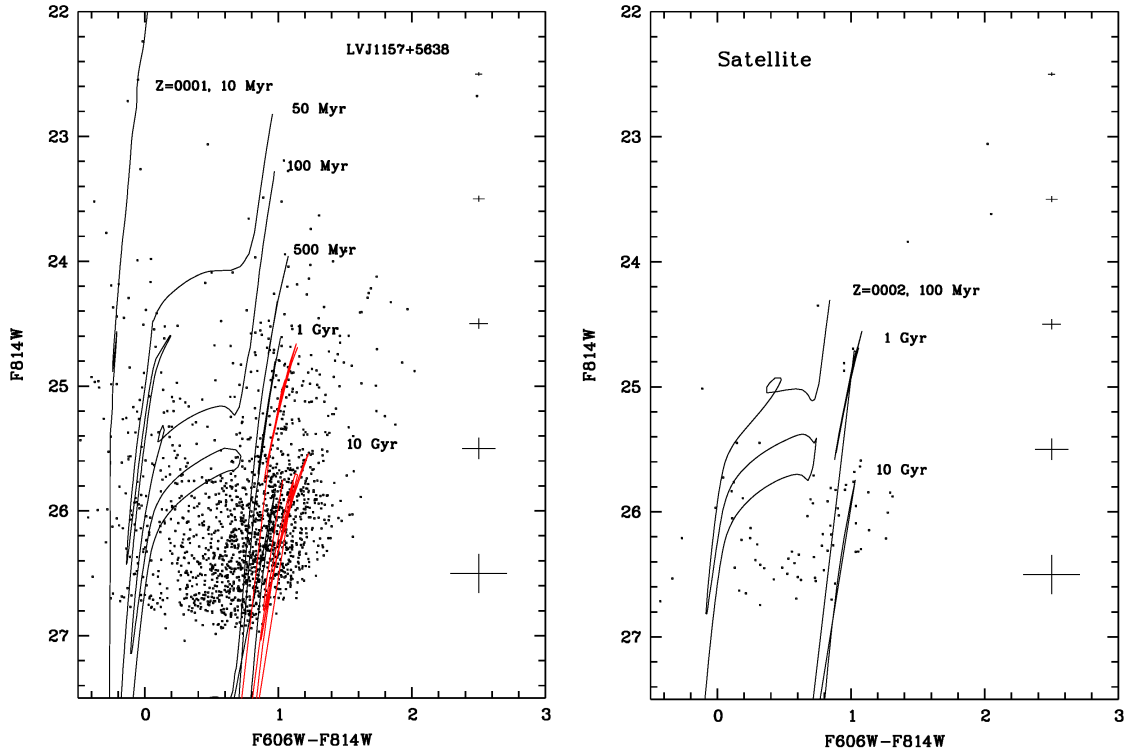 LVJ1157+5638
Z=0001, 10 Myr
50 Myr
100 Myr
500 Myr
1 Gyr
10 Gyr
22
23
24
25
26
27
F814W
0
1
2
3
F606W−F814W
Satellite
Z=0002, 100 Myr
1 Gyr
10 Gyr
22
23
24
25
26
27
F814W
0
1
2
3
F606W−F814W